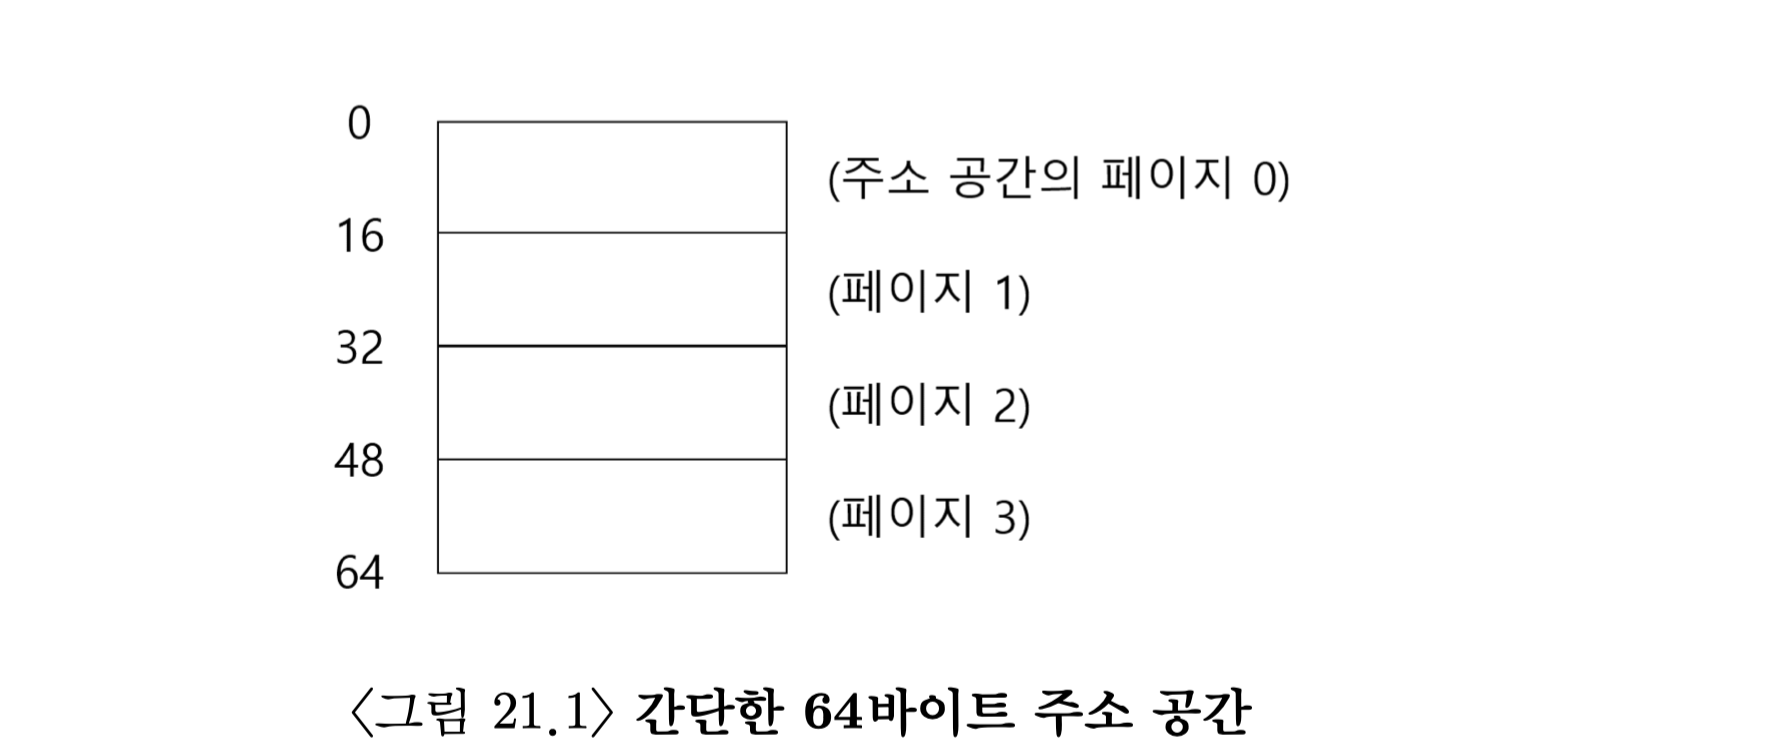 0
(주소 공간의 페이지 0)
16
(페이지 1)
32
(페이지 2)
48
(페이지 3)
64
〈그림 21.1〉 간단한 64바이트 주소 공간